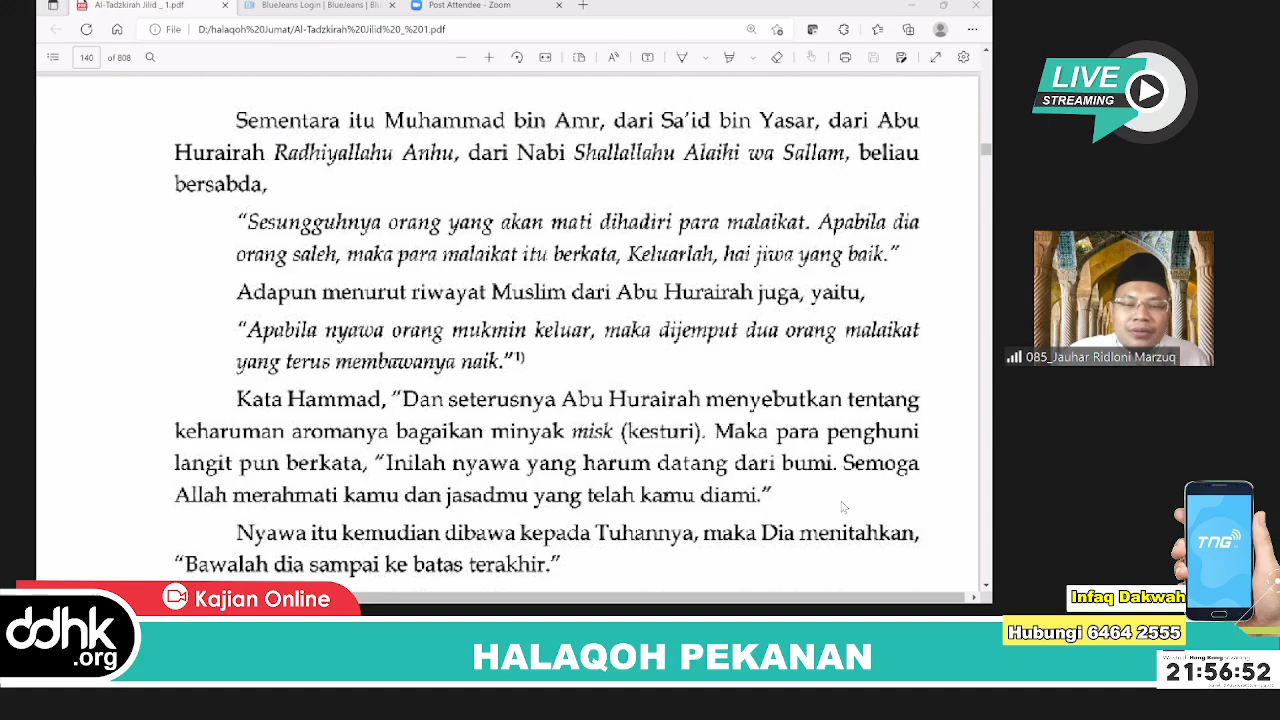 Al-Tadzkirah Jilid _ 1.pdf
BlueJeans Login | BlueJeans | Bl
Post Attendee - Zoom
File
D:/halaqoh%20Jumat/Al-Tadzkirah%20Jilid%20_%201.pdf
140 of 808
Sementara itu Muhammad bin Amr, dari Sa'id bin Yasar, dari Abu
Hurairah Radhiyallahu Anhu, dari Nabi Shallallahu Alaihi wa Sallam, beliau
bersabda,
"Sesungguhnya orang yang akan mati dihadiri para malaikat. Apabila dia
orang saleh, maka para malaikat itu berkata, Keluarlah, hai jiwa yang baik."
Adapun menurut riwayat Muslim dari Abu Hurairah juga, yaitu,
"Apabila nyawa orang mukmin keluar, maka dijemput dua orang malaikat
yang terus membawanya naik."1)
Kata Hammad, "Dan seterusnya Abu Hurairah menyebutkan tentang
keharuman aromanya bagaikan minyak misk (kesturi). Maka para penghuni
langit pun berkata, "Inilah nyawa yang harum datang dari bumi. Semoga
Allah merahmati kamu dan jasadmu yang telah kamu diami."
Nyawa itu kemudian dibawa kepada Tuhannya, maka Dia menitahkan,
"Bawalah dia sampai ke batas terakhir."
LIVE
STREAMING
085_Jauhar Ridloni Marzuq
TNG
Kajian Online
ddhk
.org
HALAQOH PEKANAN
Infaq Dakwah
Hubungi 6464 2555
21:56:52